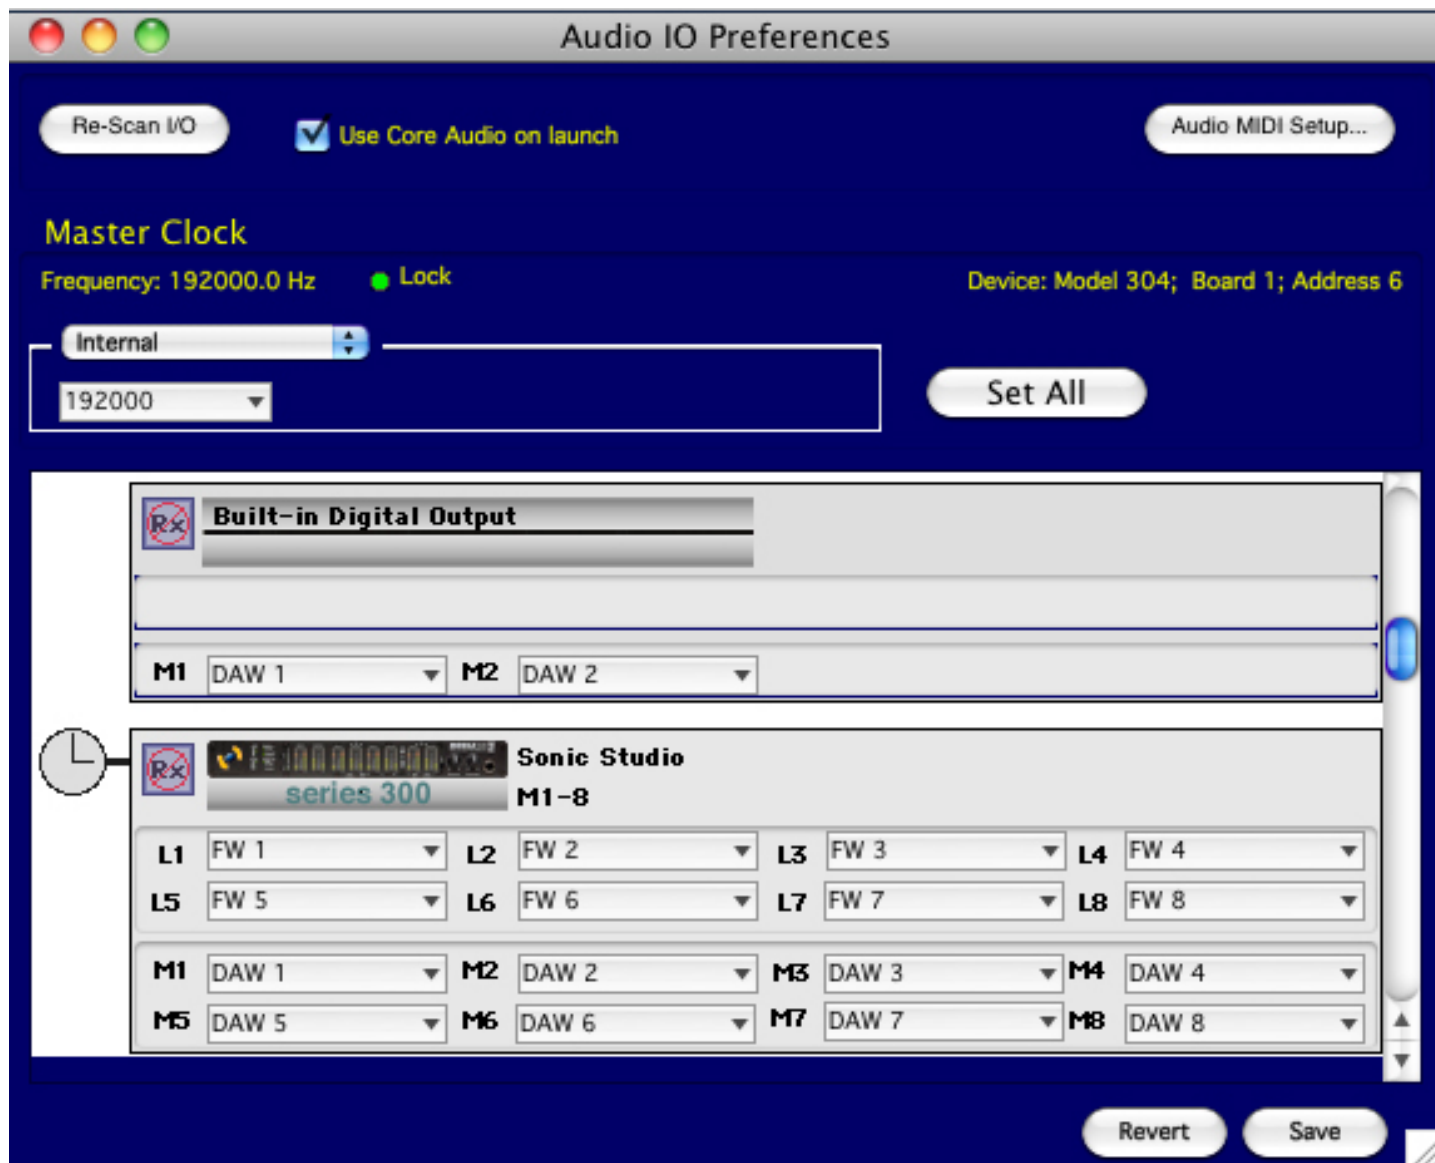 Audio IO Preferences
Re-Scan I/O
Use Core Audio on launch
Audio MIDI Setup...
Master Clock
Frequency: 192000.0 Hz
Lock
Device: Model 304; Board 1; Address 6
Internal
192000
Set All
Rx
Built-in Digital Output
M1 DAW 1 M2 DAW 2
Rx
Sonic Studio
series 300
M1-8
L1 FW 1 L2 FW 2 L3 FW 3 L4 FW 4
L5 FW 5 L6 FW 6 L7 FW 7 L8 FW 8
M1 DAW 1 M2 DAW 2 M3 DAW 3 M4 DAW 4
M5 DAW 5 M6 DAW 6 M7 DAW 7 M8 DAW 8
Revert
Save